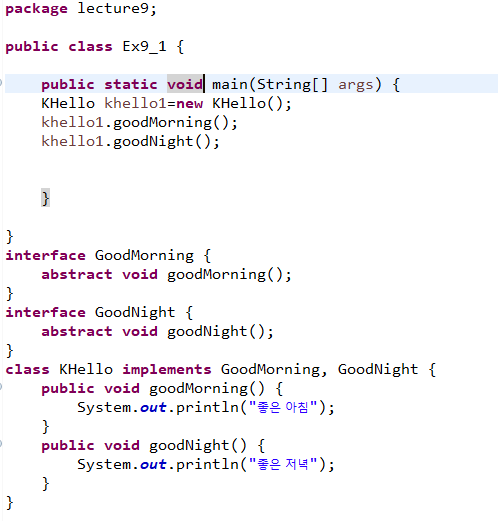 package lecture9;
public class Ex9_1 {
public static void main(String[] args) {
KHello khello1=new KHello();
khello1.goodMorning();
khello1.goodNight();
}
}
interface GoodMorning {
abstract void goodMorning();
}
interface GoodNight {
abstract void goodNight();
}
class KHello implements GoodMorning, GoodNight {
public void goodMorning() {
System.out.println("좋은 아침");
}
public void goodNight() {
System.out.println("좋은 저녁");
}
}